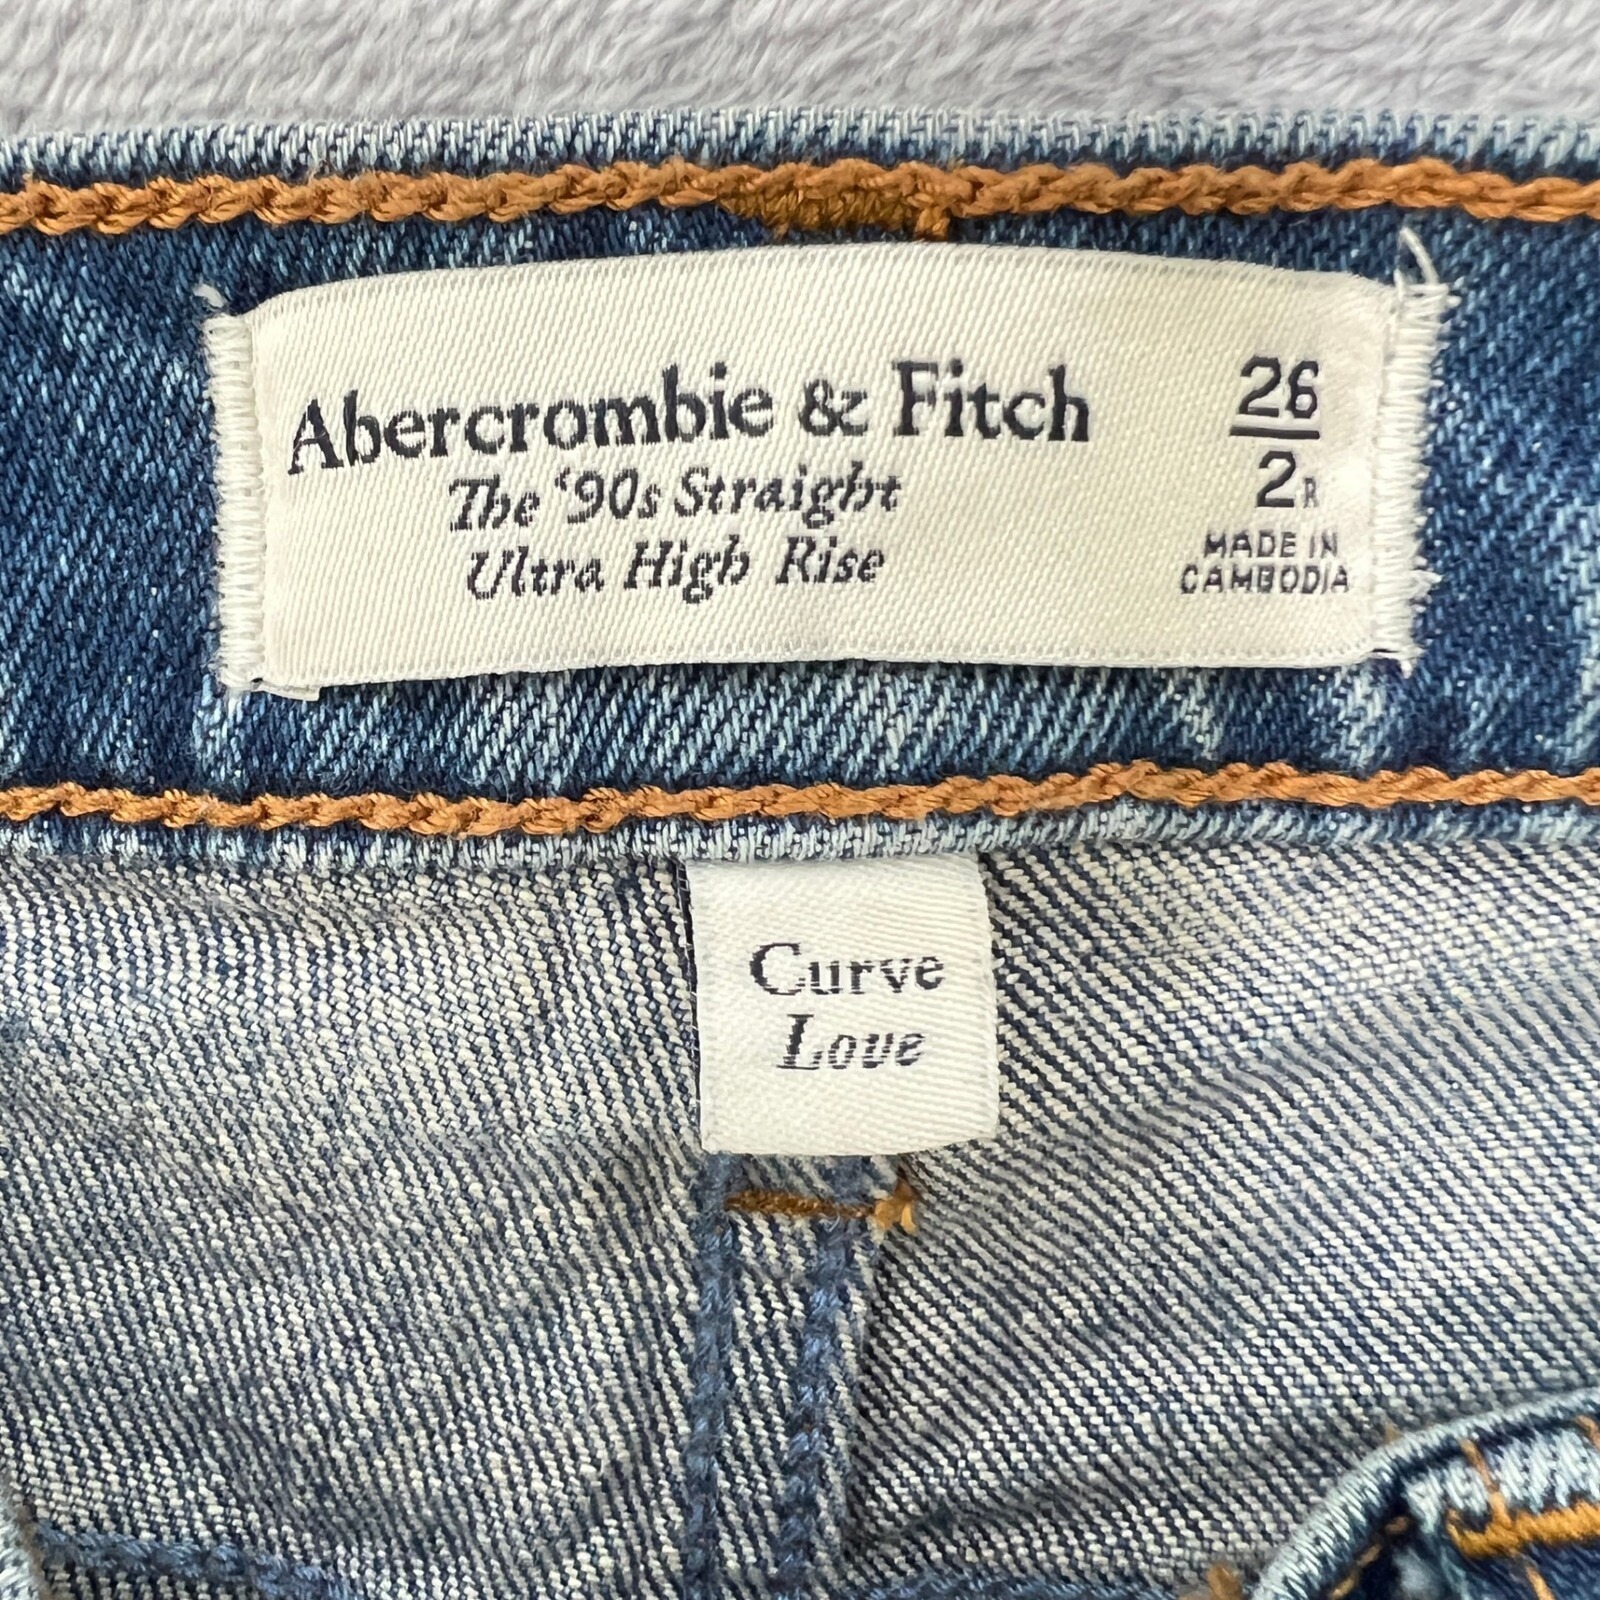 Abercrombie & Fitch
The '90s Straight
Ultra High Rise
26
2R
MADE IN
CAMBODIA
Curve
Love